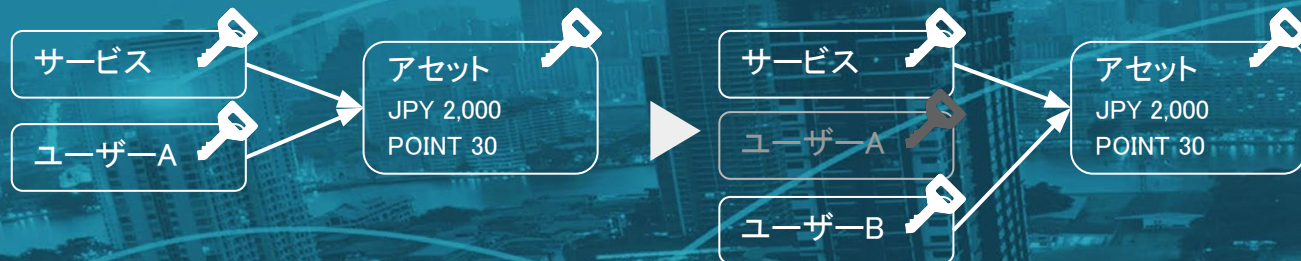 サービス
ユーザーA
アセット
JPY 2,000
POINT 30
サービス
ユーザーA
ユーザーB
アセット
JPY 2,000
POINT 30